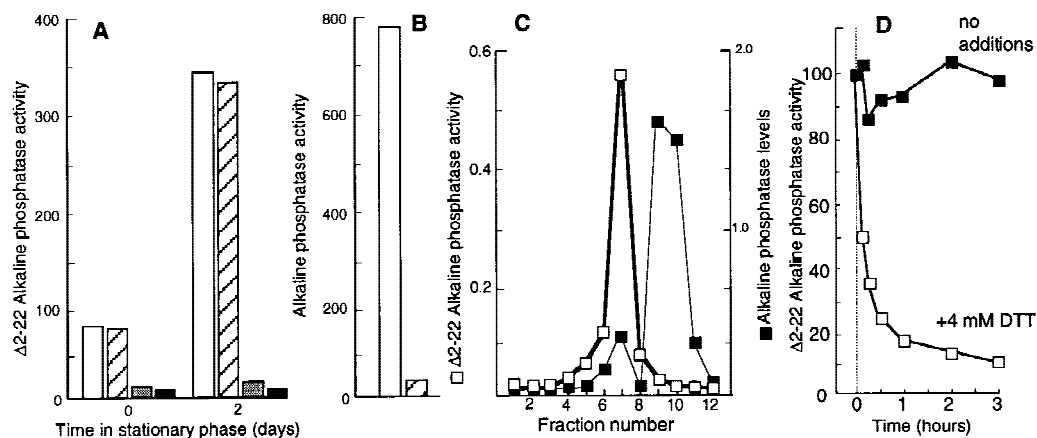 A
Δ2-22 Alkaline phosphatase activity
400
300
200
100
0
0 2
Time in stationary phase (days)
B
Alkaline phosphatase activity
800
600
400
200
0
C
Δ2-22 Alkaline phosphatase activity
0.6
0.4
0.2
2.0
1.0
Alkaline phosphatase levels
2 4 6 8 10 12
Fraction number
D
no
additions
Δ2-22 Alkaline phosphatase activity
100
80
60
40
20
0
+4 mM DTT
0 1 2 3
Time (hours)